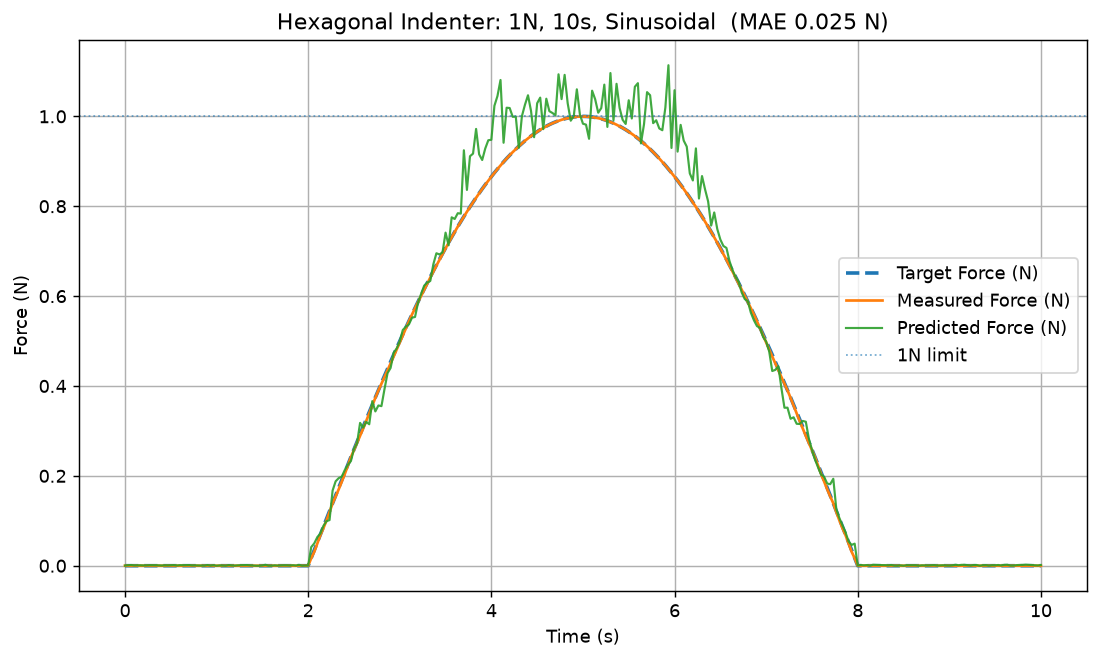 Hexagonal Indenter: 1N, 10s, Sinusoidal  (MAE 0.025 N)
1.0
0.8
0.6
0.4
0.2
0.0
Force (N)
Target Force (N)
Measured Force (N)
Predicted Force (N)
1N limit
0 2 4 6 8 10
Time (s)